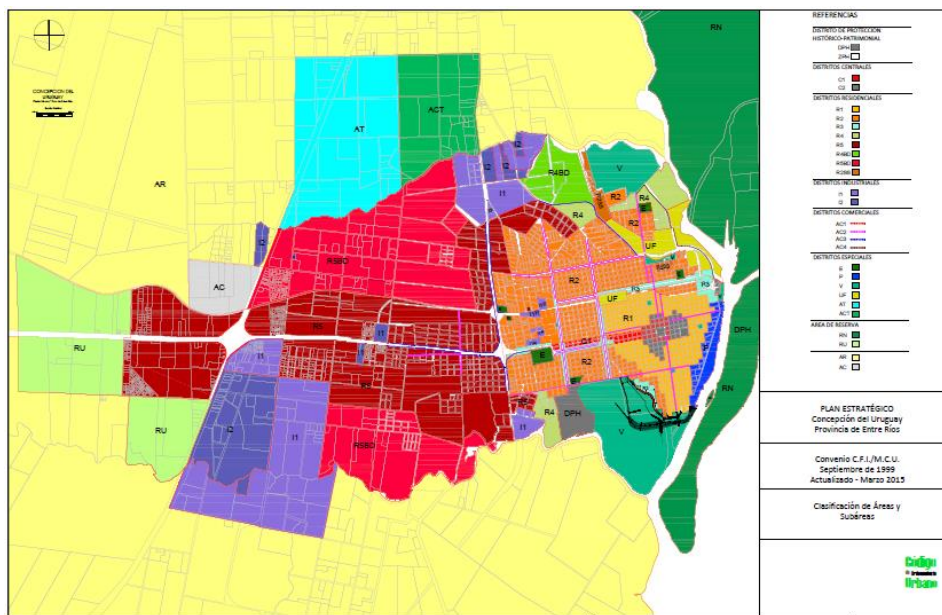 CONCEPCION DEL
URUGUAY
AR
AT
ACT
RN
I2
I2
I2
I1
R4BD
V
R4
R2
R4
E
R2
UF
I2
AC
R5BD
R2
UF
R3
R3
R5
I1
R1
DPH
RU
I1
E
R2
RN
RU
I2
I1
R5BD
I1
R4
DPH
V
REFERENCIAS
DISTRITO DE PROTECCION
HISTÓRICO-PATRIMONIAL
DPH
ZPH
DISTRITOS CENTRALES
C1
C2
DISTRITOS RESIDENCIALES
R1
R2
R3
R4
R5
R4BD
R5BD
DISTRITOS INDUSTRIALES
I1
I2
DISTRITOS COMERCIALES
AC1
AC2
AC3
AC4
DISTRITOS ESPECIALES
E
P
V
UF
AT
ACT
AREA DE RESERVA
RN
RU
AR
AC
PLAN ESTRATÉGICO
Concepción del Uruguay
Provincia de Entre Rios
Convenio C.F.I./M.C.U.
Septiembre de 1999
Actualizado - Marzo 2015
Clasificación de Áreas y
Subáreas
Código
Urbano